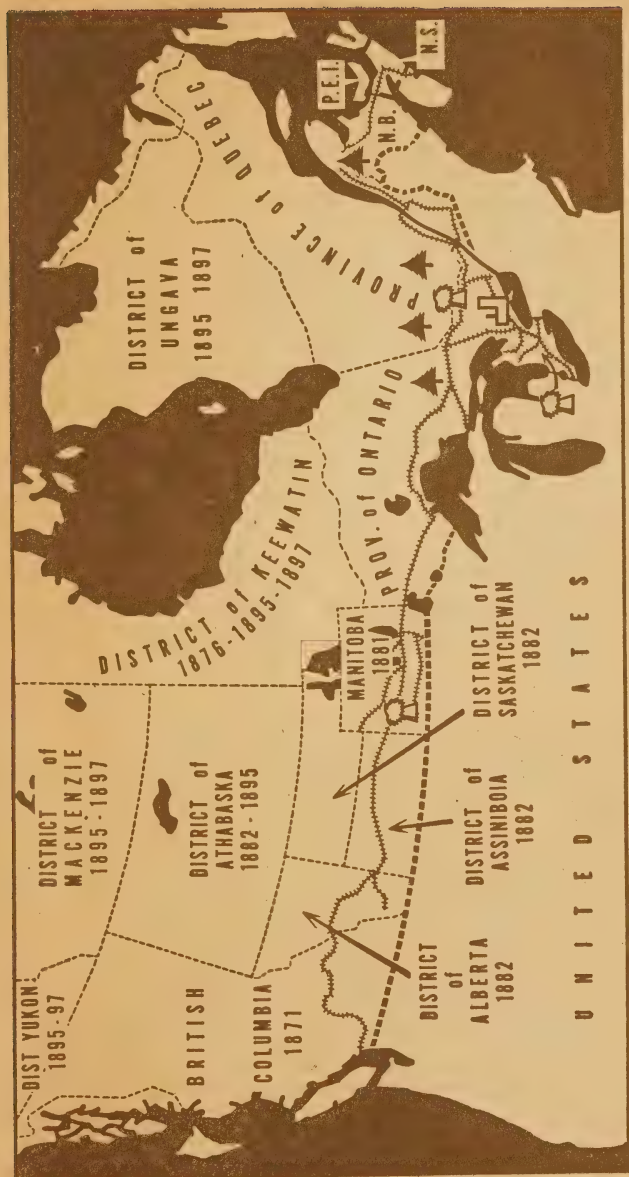 DIST YUKON
1895-97
DISTRICT of
MACKENZIE
1895-1897
DISTRICT of
ATHABASKA
1882-1895
BRITISH
COLUMBIA
1871
DISTRICT of KEEWATIN
1876-1895-1897
DISTRICT of
UNGAVA
1895 1897
PROVINCE of QUEBEC
PROV. of ONTARIO
MANITOBA
1881
P.E.I.
N.B.
N.S.
DISTRICT
of
ALBERTA
1882
DISTRICT of
ASSINIBOIA
1882
DISTRICT of
SASKATCHEWAN
1882
UNITED STATES